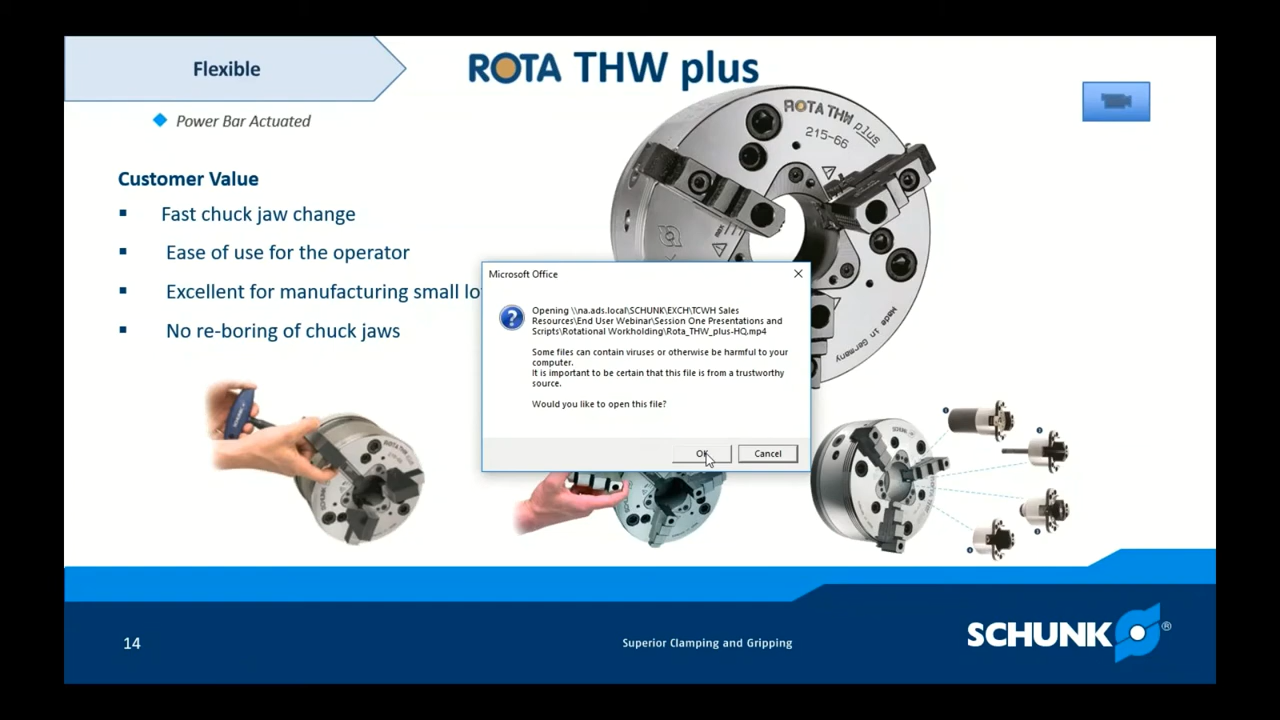 Flexible
ROTA THW plus
Power Bar Actuated
ROTA THW plus
215-66
Customer Value
Fast chuck jaw change
Ease of use for the operator
Excellent for manufacturing small lo
No re-boring of chuck jaws
max
Made in Germany
Microsoft Office
Opening \\na.ads.local\SCHUNK\EXCH\TCWH Sales
Resources\End User Webinar\Session One Presentations and
Scripts\Rotational Workholding\Rota_THW_plus-HQ.mp4
Some files can contain viruses or otherwise be harmful to your
computer.
It is important to be certain that this file is from a trustworthy
source.
Would you like to open this file?
OK
Cancel
SCHUNK
14
Superior Clamping and Gripping
SCHUNK®